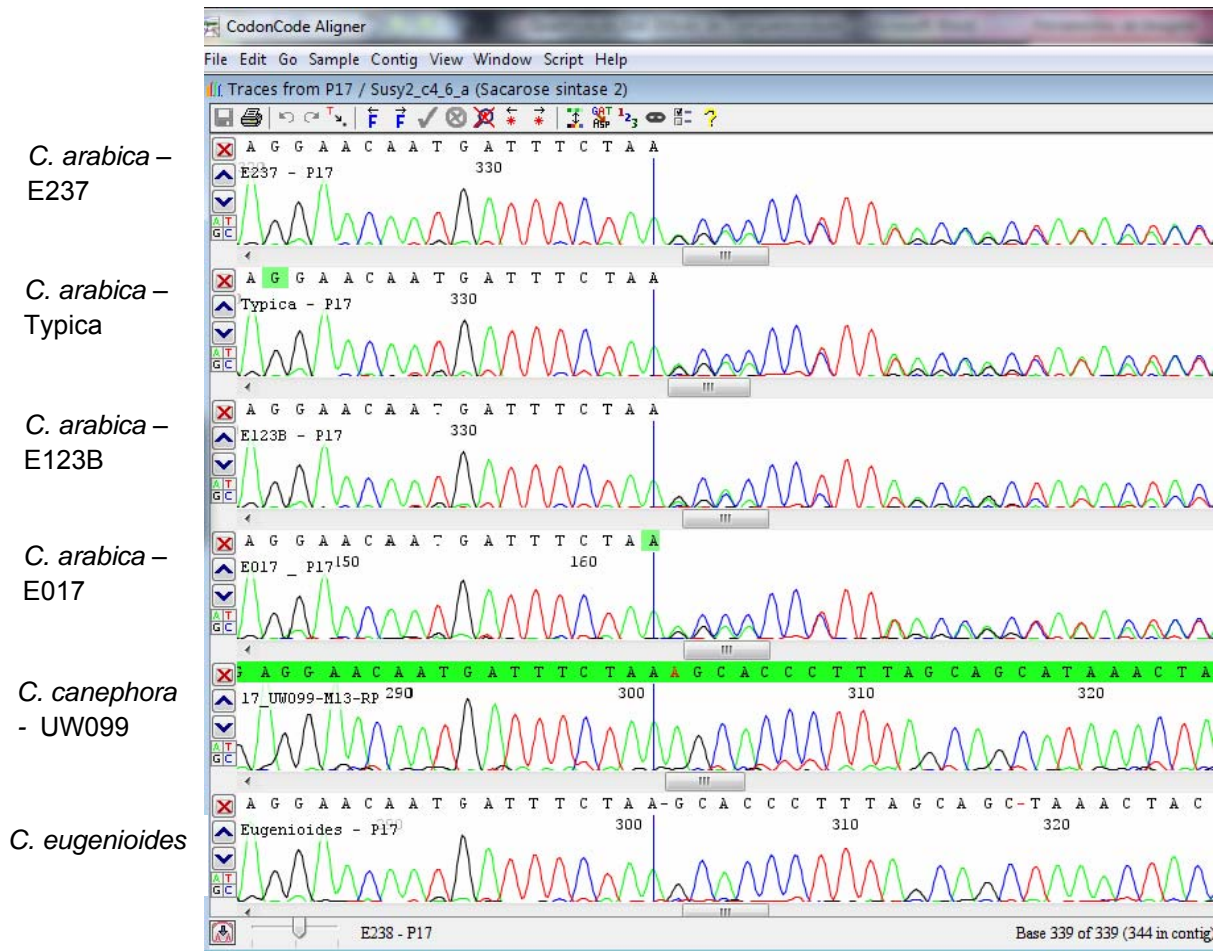 CodonCode Aligner
File Edit Go Sample Contig View Window Script Help
Traces from P17 / Susy2_c4_6_a (Sacarose sintase 2)
C. arabica –
E237
A G G A A C A A T G A T T T C T A A
E237 - P17
330
C. arabica –
Typica
A G G A A C A A T G A T T T C T A A
Typica - P17
330
C. arabica –
E123B
A G G A A C A A T G A T T T C T A A
E123B - P17
330
C. arabica –
E017
A G G A A C A A T G A T T T C T A A
E017 _ P17
150 160
C. canephora
- UW099
G A G G A A C A A T G A T T T C T A A A G C A C C C T T T A G C A G C A T A A A C T A
17_UW099-M13-RP
290 300 310 320
C. eugenioides
A G G A A C A A T G A T T T C T A A - G C A C C C T T T A G C A G C - T A A A C T A C
Eugenioides - P17
300 310 320
E238 - P17
Base 339 of 339 (344 in contig)